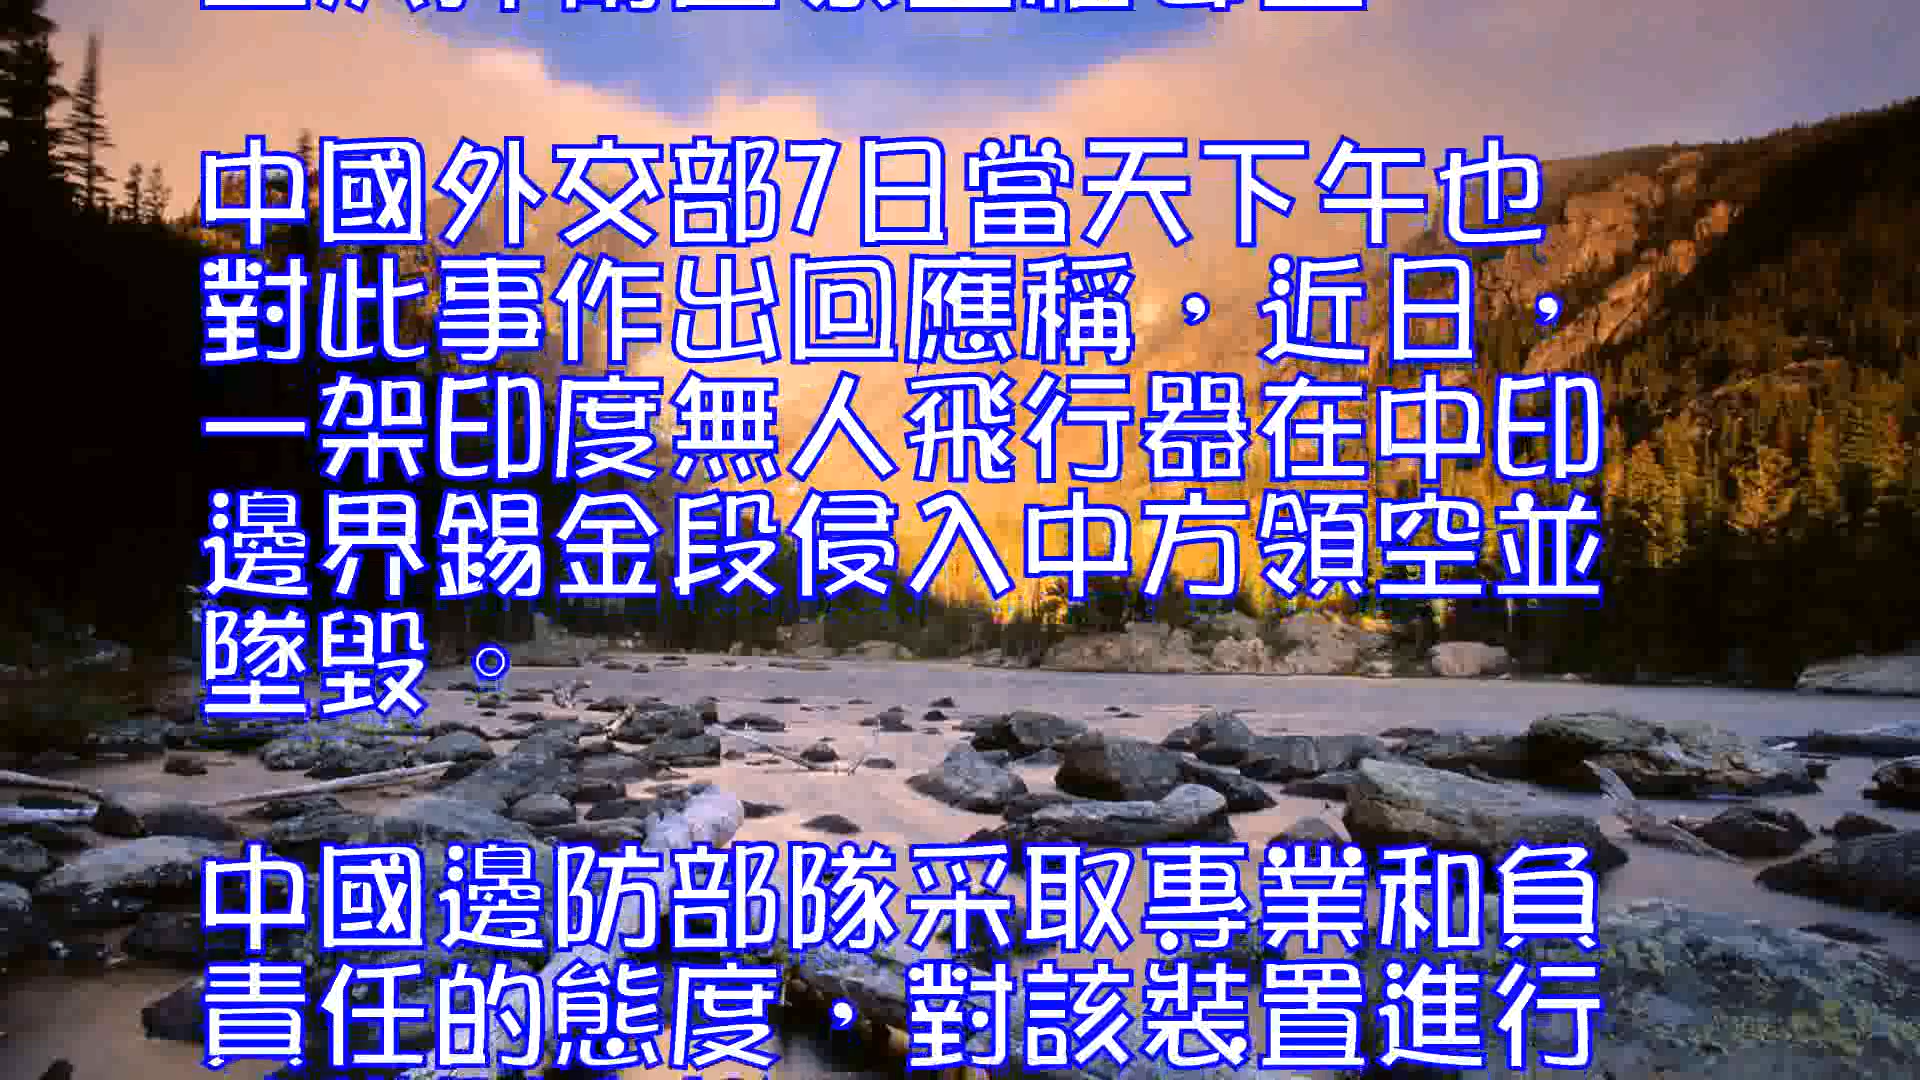 中國外交部7日當天下午也
對此事作出回應稱，近日，
一架印度無人飛行器在中印
邊界錫金段侵入中方領空並
墜毀。
中國邊防部隊采取專業和負
責任的態度，對該裝置進行